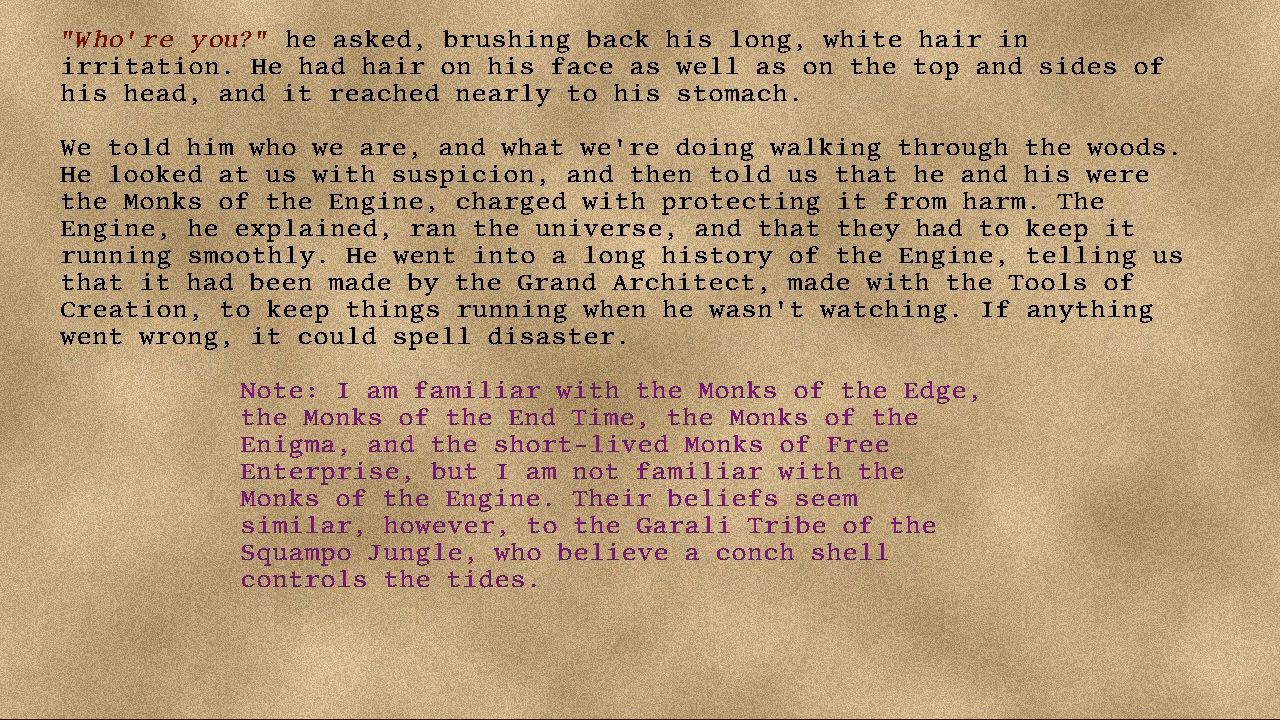 "Who're you?" he asked, brushing back his long, white hair in
irritation. He had hair on his face as well as on the top and sides of
his head, and it reached nearly to his stomach.
We told him who we are, and what we're doing walking through the woods.
He looked at us with suspicion, and then told us that he and his were
the Monks of the Engine, charged with protecting it from harm. The
Engine, he explained, ran the universe, and that they had to keep it
running smoothly. He went into a long history of the Engine, telling us
that it had been made by the Grand Architect, made with the Tools of
Creation, to keep things running when he wasn't watching. If anything
went wrong, it could spell disaster.
Note: I am familiar with the Monks of the Edge,
the Monks of the End Time, the Monks of the
Enigma, and the short-lived Monks of Free
Enterprise, but I am not familiar with the
Monks of the Engine. Their beliefs seem
similar, however, to the Garali Tribe of the
Squampo Jungle, who believe a conch shell
controls the tides.